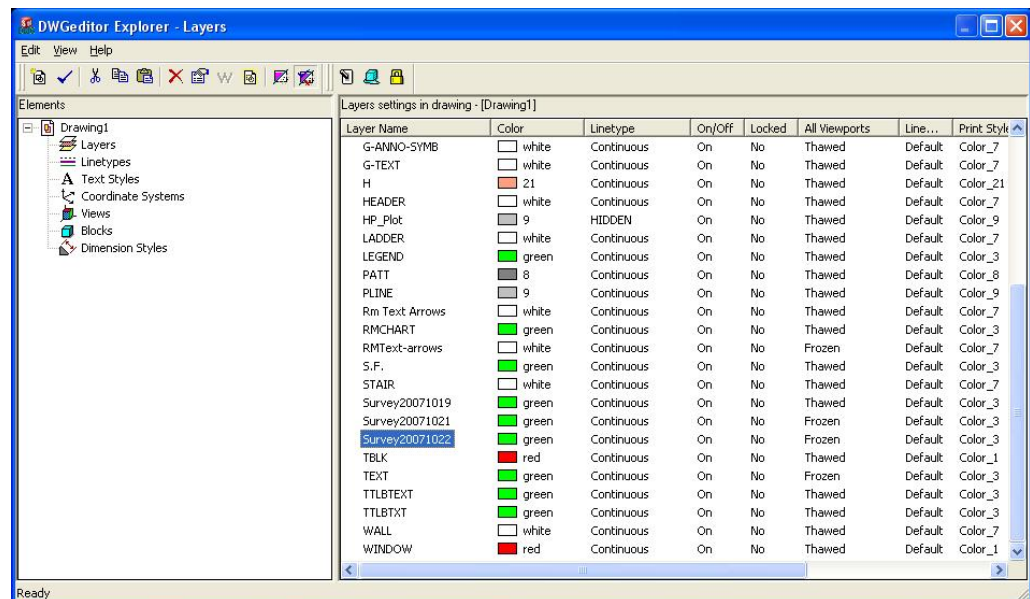 DWGeditor Explorer - Layers
Edit View Help
Elements
Layers settings in drawing - [Drawing1]
Drawing1
Layers
Linetypes
Text Styles
Coordinate Systems
Views
Blocks
Dimension Styles
Layer Name Color Linetype On/Off Locked All Viewports Line... Print Style
G-ANNO-SYMB white Continuous On No Thawed Default Color_7
G-TEXT white Continuous On No Thawed Default Color_7
H 21 Continuous On No Thawed Default Color_21
HEADER white Continuous On No Thawed Default Color_7
HP_Plot 9 HIDDEN On No Thawed Default Color_9
LADDER white Continuous On No Thawed Default Color_7
LEGEND green Continuous On No Thawed Default Color_3
PATT 8 Continuous On No Thawed Default Color_8
PLINE 9 Continuous On No Thawed Default Color_9
Rm Text Arrows white Continuous On No Thawed Default Color_7
RMCHART green Continuous On No Thawed Default Color_3
RMText-arrows white Continuous On No Frozen Default Color_7
S.F. green Continuous On No Thawed Default Color_3
STAIR white Continuous On No Thawed Default Color_7
Survey20071019 green Continuous On No Thawed Default Color_3
Survey20071021 green Continuous On No Frozen Default Color_3
Survey20071022 green Continuous On No Frozen Default Color_3
TBLK red Continuous On No Thawed Default Color_1
TEXT green Continuous On No Frozen Default Color_3
TTLBTEXT green Continuous On No Thawed Default Color_3
TTLBTXT green Continuous On No Thawed Default Color_3
WALL white Continuous On No Thawed Default Color_7
WINDOW red Continuous On No Thawed Default Color_1
Ready